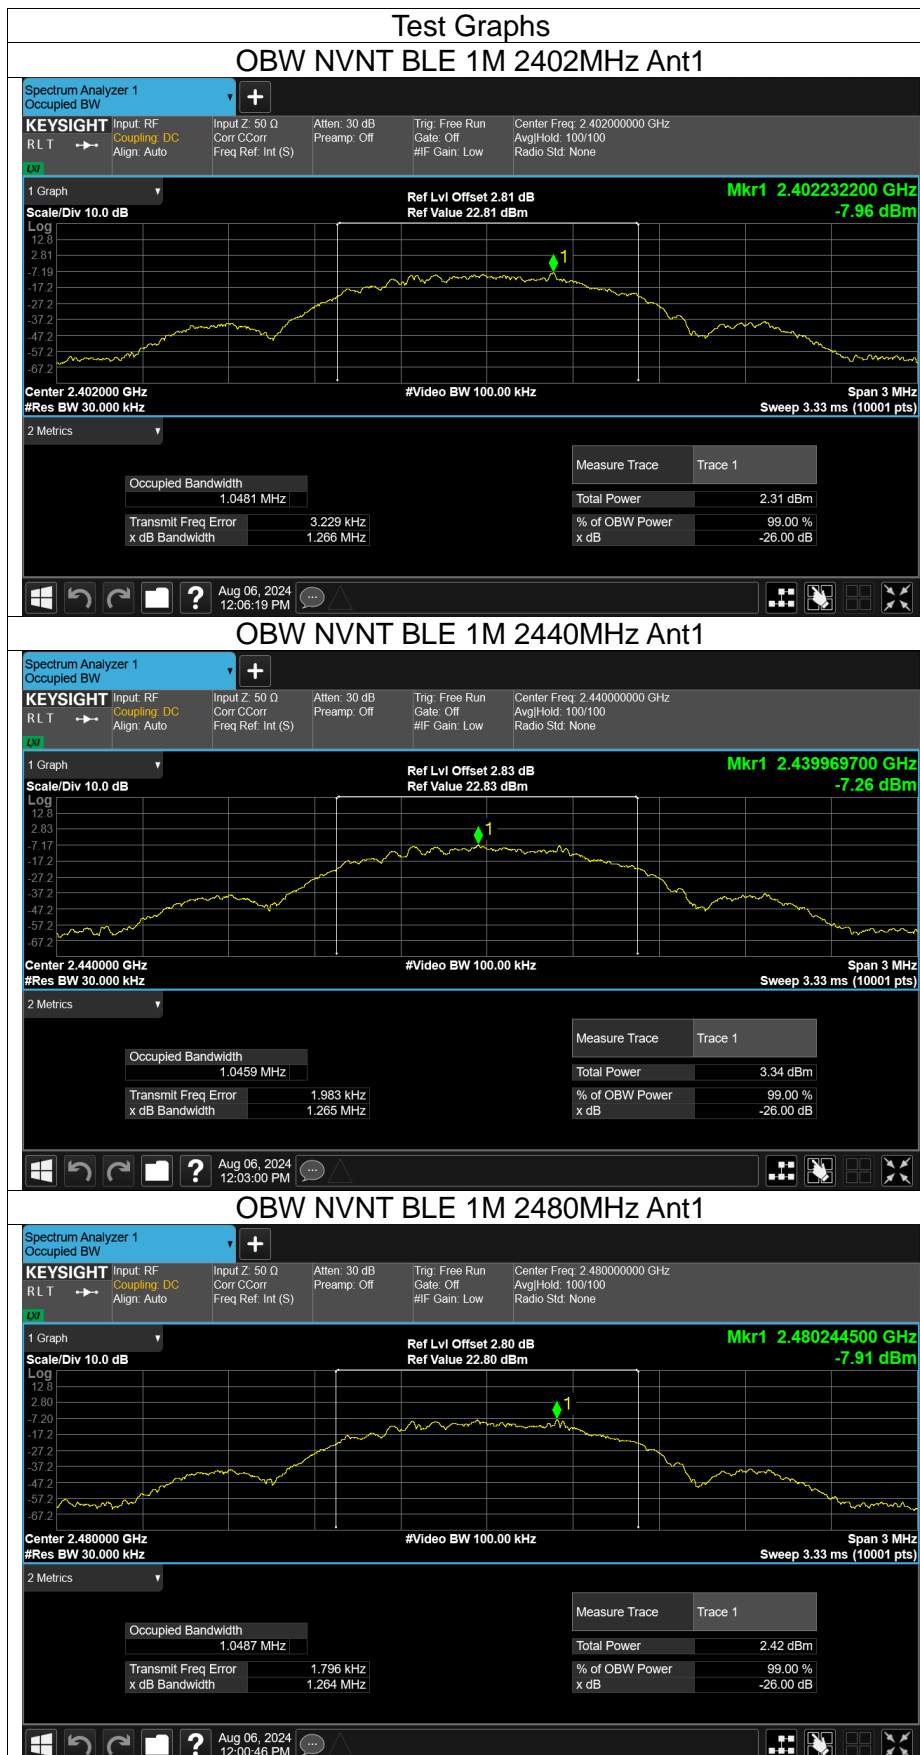 Test Graphs
OBW NVNT BLE 1M 2402MHz Ant1
Spectrum Analyzer 1
Occupied BW
KEYSIGHT Input: RF Input Z: 50 Ω Atten: 30 dB Trig: Free Run Center Freq: 2.402000000 GHz
RLT Coupling: DC Corr CCorr Preamp: Off Gate: Off Avg|Hold: 100/100
Align: Auto Freq Ref: Int (S) #IF Gain: Low Radio Std: None
LXI
1 Graph Ref Lvl Offset 2.81 dB Mkr1 2.402232200 GHz
Scale/Div 10.0 dB Ref Value 22.81 dBm -7.96 dBm
Log
12.8
2.81
-7.19
-17.2
-27.2
-37.2
-47.2
-57.2
-67.2
1
Center 2.402000 GHz #Video BW 100.00 kHz Span 3 MHz
#Res BW 30.000 kHz Sweep 3.33 ms (10001 pts)
2 Metrics
Measure Trace Trace 1
Occupied Bandwidth
1.0481 MHz Total Power 2.31 dBm
Transmit Freq Error 3.229 kHz % of OBW Power 99.00 %
x dB Bandwidth 1.266 MHz x dB -26.00 dB
? Aug 06, 2024
12:06:19 PM
OBW NVNT BLE 1M 2440MHz Ant1
Spectrum Analyzer 1
Occupied BW
KEYSIGHT Input: RF Input Z: 50 Ω Atten: 30 dB Trig: Free Run Center Freq: 2.440000000 GHz
RLT Coupling: DC Corr CCorr Preamp: Off Gate: Off Avg|Hold: 100/100
Align: Auto Freq Ref: Int (S) #IF Gain: Low Radio Std: None
LXI
1 Graph Ref Lvl Offset 2.83 dB Mkr1 2.439969700 GHz
Scale/Div 10.0 dB Ref Value 22.83 dBm -7.26 dBm
Log
12.8
2.83
-7.17
-17.2
-27.2
-37.2
-47.2
-57.2
-67.2
1
Center 2.440000 GHz #Video BW 100.00 kHz Span 3 MHz
#Res BW 30.000 kHz Sweep 3.33 ms (10001 pts)
2 Metrics
Measure Trace Trace 1
Occupied Bandwidth
1.0459 MHz Total Power 3.34 dBm
Transmit Freq Error 1.983 kHz % of OBW Power 99.00 %
x dB Bandwidth 1.265 MHz x dB -26.00 dB
? Aug 06, 2024
12:03:00 PM
OBW NVNT BLE 1M 2480MHz Ant1
Spectrum Analyzer 1
Occupied BW
KEYSIGHT Input: RF Input Z: 50 Ω Atten: 30 dB Trig: Free Run Center Freq: 2.480000000 GHz
RLT Coupling: DC Corr CCorr Preamp: Off Gate: Off Avg|Hold: 100/100
Align: Auto Freq Ref: Int (S) #IF Gain: Low Radio Std: None
LXI
1 Graph Ref Lvl Offset 2.80 dB Mkr1 2.480244500 GHz
Scale/Div 10.0 dB Ref Value 22.80 dBm -7.91 dBm
Log
12.8
2.80
-7.20
-17.2
-27.2
-37.2
-47.2
-57.2
-67.2
1
Center 2.480000 GHz #Video BW 100.00 kHz Span 3 MHz
#Res BW 30.000 kHz Sweep 3.33 ms (10001 pts)
2 Metrics
Measure Trace Trace 1
Occupied Bandwidth
1.0487 MHz Total Power 2.42 dBm
Transmit Freq Error 1.796 kHz % of OBW Power 99.00 %
x dB Bandwidth 1.264 MHz x dB -26.00 dB
? Aug 06, 2024
12:00:46 PM